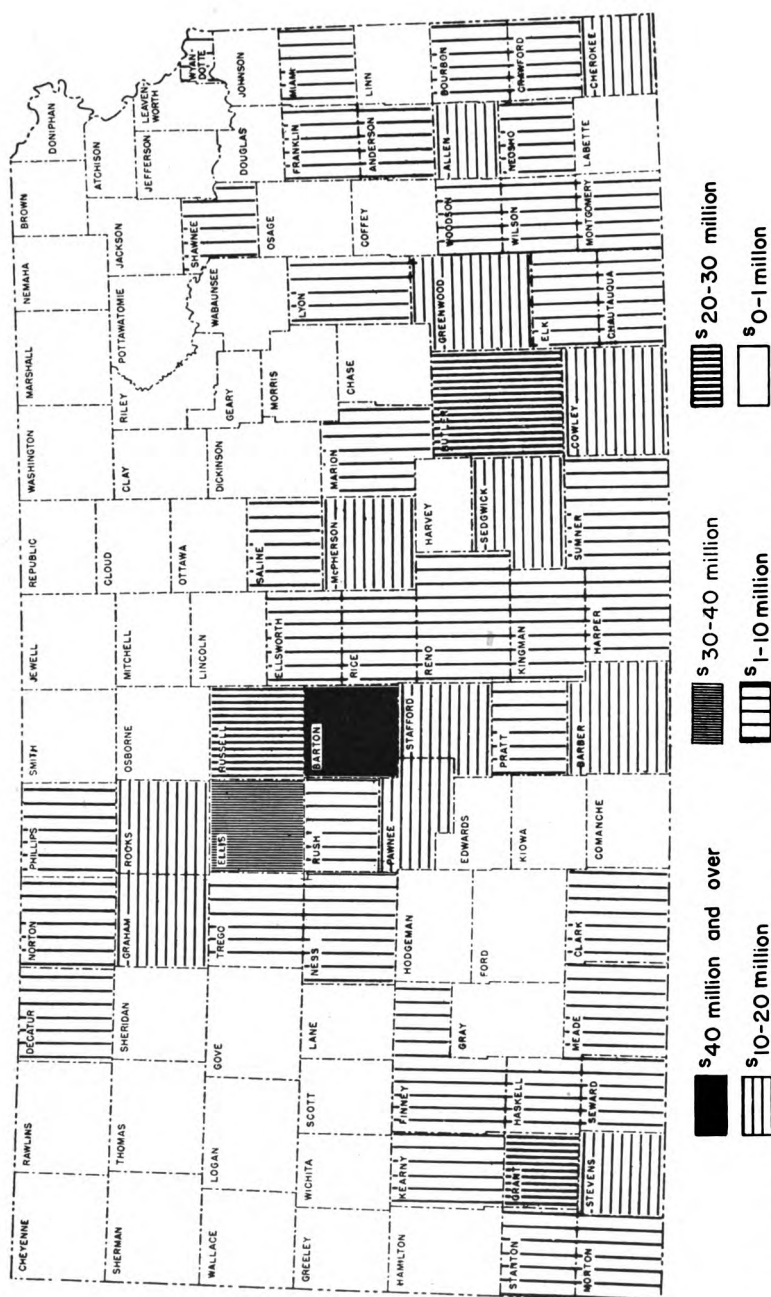 CHEYENNE
RAWLINS
DECATUR
NORTON
PHILLIPS
SMITH
JEWELL
REPUBLIC
WASHINGTON
MARSHALL
NEMAHA
BROWN
DONIPHAN
SHERMAN
THOMAS
SHERIDAN
GRAHAM
ROOKS
OSBORNE
MITCHELL
CLOUD
CLAY
RILEY
POTTAWATOMIE
JACKSON
ATCHISON
JEFFERSON
LEAVEN-
WORTH
WYAN-
DOTTE
WALLACE
LOGAN
GOVE
TREGO
ELLIS
RUSSELL
LINCOLN
OTTAWA
DICKINSON
GEARY
WABAUNSEE
SHAWNEE
DOUGLAS
JOHNSON
GREELEY
WICHITA
SCOTT
LANE
NESS
RUSH
BARTON
ELLSWORTH
SALINE
MORRIS
LYON
OSAGE
FRANKLIN
MIAMI
HAMILTON
KEARNY
FINNEY
GRAY
HODGEMAN
PAWNEE
STAFFORD
RICE
McPHERSON
MARION
CHASE
COFFEY
ANDERSON
LINN
FORD
EDWARDS
RENO
HARVEY
BUTLER
GREENWOOD
WOODSON
ALLEN
BOURBON
STANTON
GRANT
HASKELL
KIOWA
PRATT
KINGMAN
SEDGWICK
ELK
WILSON
NEOSHO
CRAWFORD
MORTON
STEVENS
SEWARD
MEADE
CLARK
COMANCHE
BARBER
HARPER
SUMNER
COWLEY
CHAUTAUQUA
MONTGOMERY
LABETTE
CHEROKEE
$40 million and over
$30-40 million
$20-30 million
$10-20 million
$1-10 million
$0-1 million